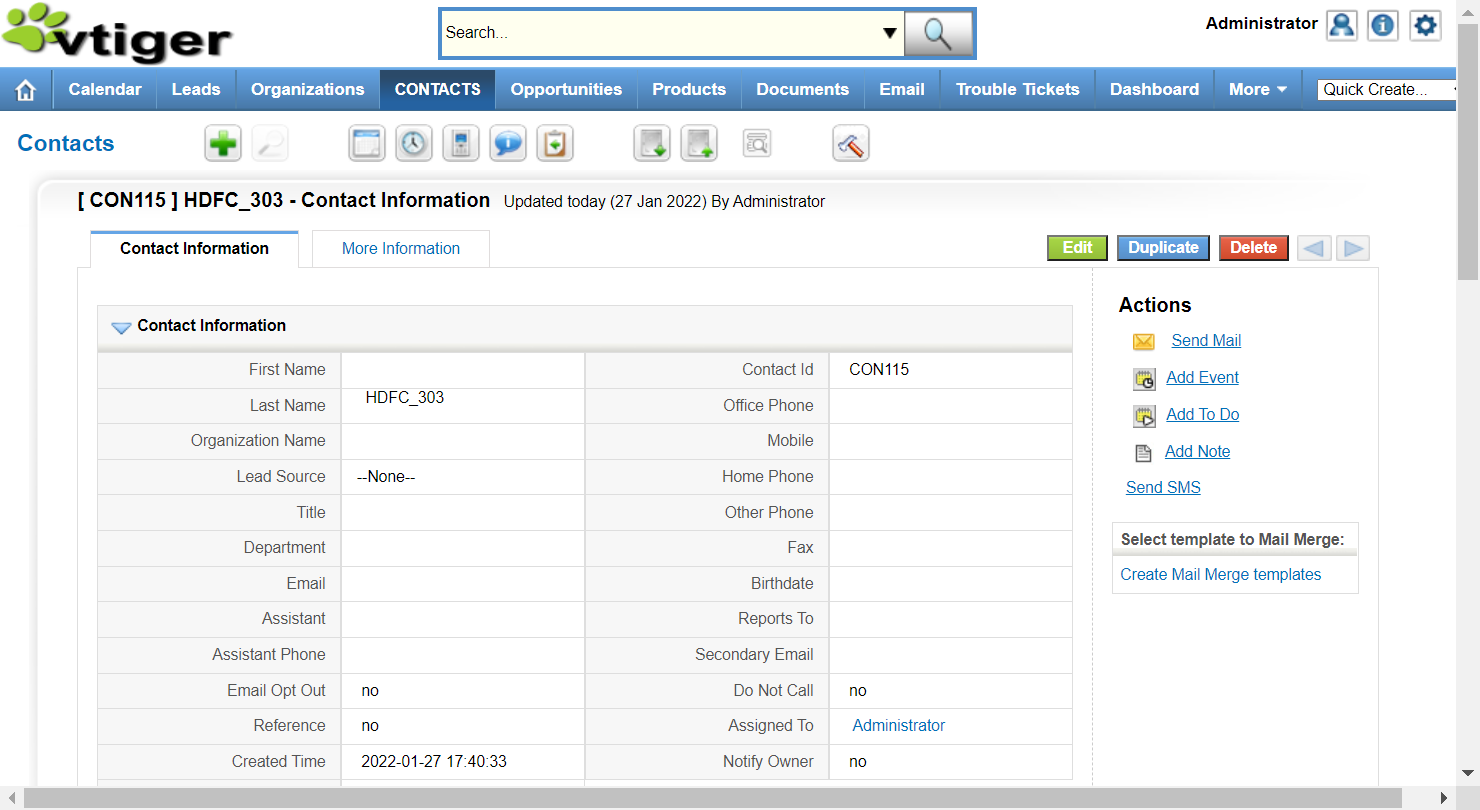 vtiger
Search...
Administrator
Calendar Leads Organizations CONTACTS Opportunities Products Documents Email Trouble Tickets Dashboard More Quick Create...
Contacts
[ CON115 ] HDFC_303 - Contact Information Updated today (27 Jan 2022) By Administrator
Contact Information More Information Edit Duplicate Delete
Contact Information
First Name Contact Id CON115
Last Name HDFC_303 Office Phone
Organization Name Mobile
Lead Source --None-- Home Phone
Title Other Phone
Department Fax
Email Birthdate
Assistant Reports To
Assistant Phone Secondary Email
Email Opt Out no Do Not Call no
Reference no Assigned To Administrator
Created Time 2022-01-27 17:40:33 Notify Owner no
Actions
Send Mail
Add Event
Add To Do
Add Note
Send SMS
Select template to Mail Merge:
Create Mail Merge templates